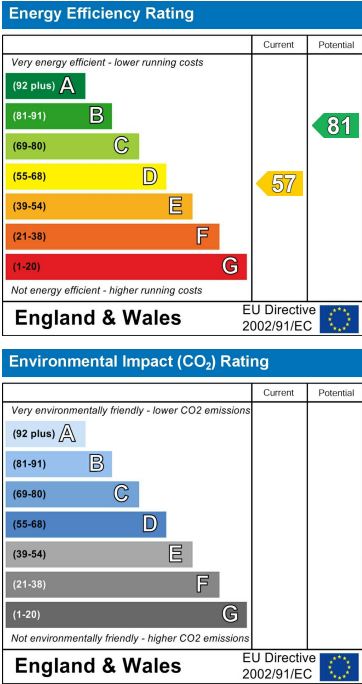 Energy Efficiency Rating
Current Potential
Very energy efficient - lower running costs
(92 plus) A
(81-91) B
(69-80) C
(55-68) D
(39-54) E
(21-38) F
(1-20) G
57
81
Not energy efficient - higher running costs
England & Wales
EU Directive
2002/91/EC
Environmental Impact (CO₂) Rating
Current Potential
Very environmentally friendly - lower CO2 emissions
(92 plus) A
(81-91) B
(69-80) C
(55-68) D
(39-54) E
(21-38) F
(1-20) G
Not environmentally friendly - higher CO2 emissions
England & Wales
EU Directive
2002/91/EC